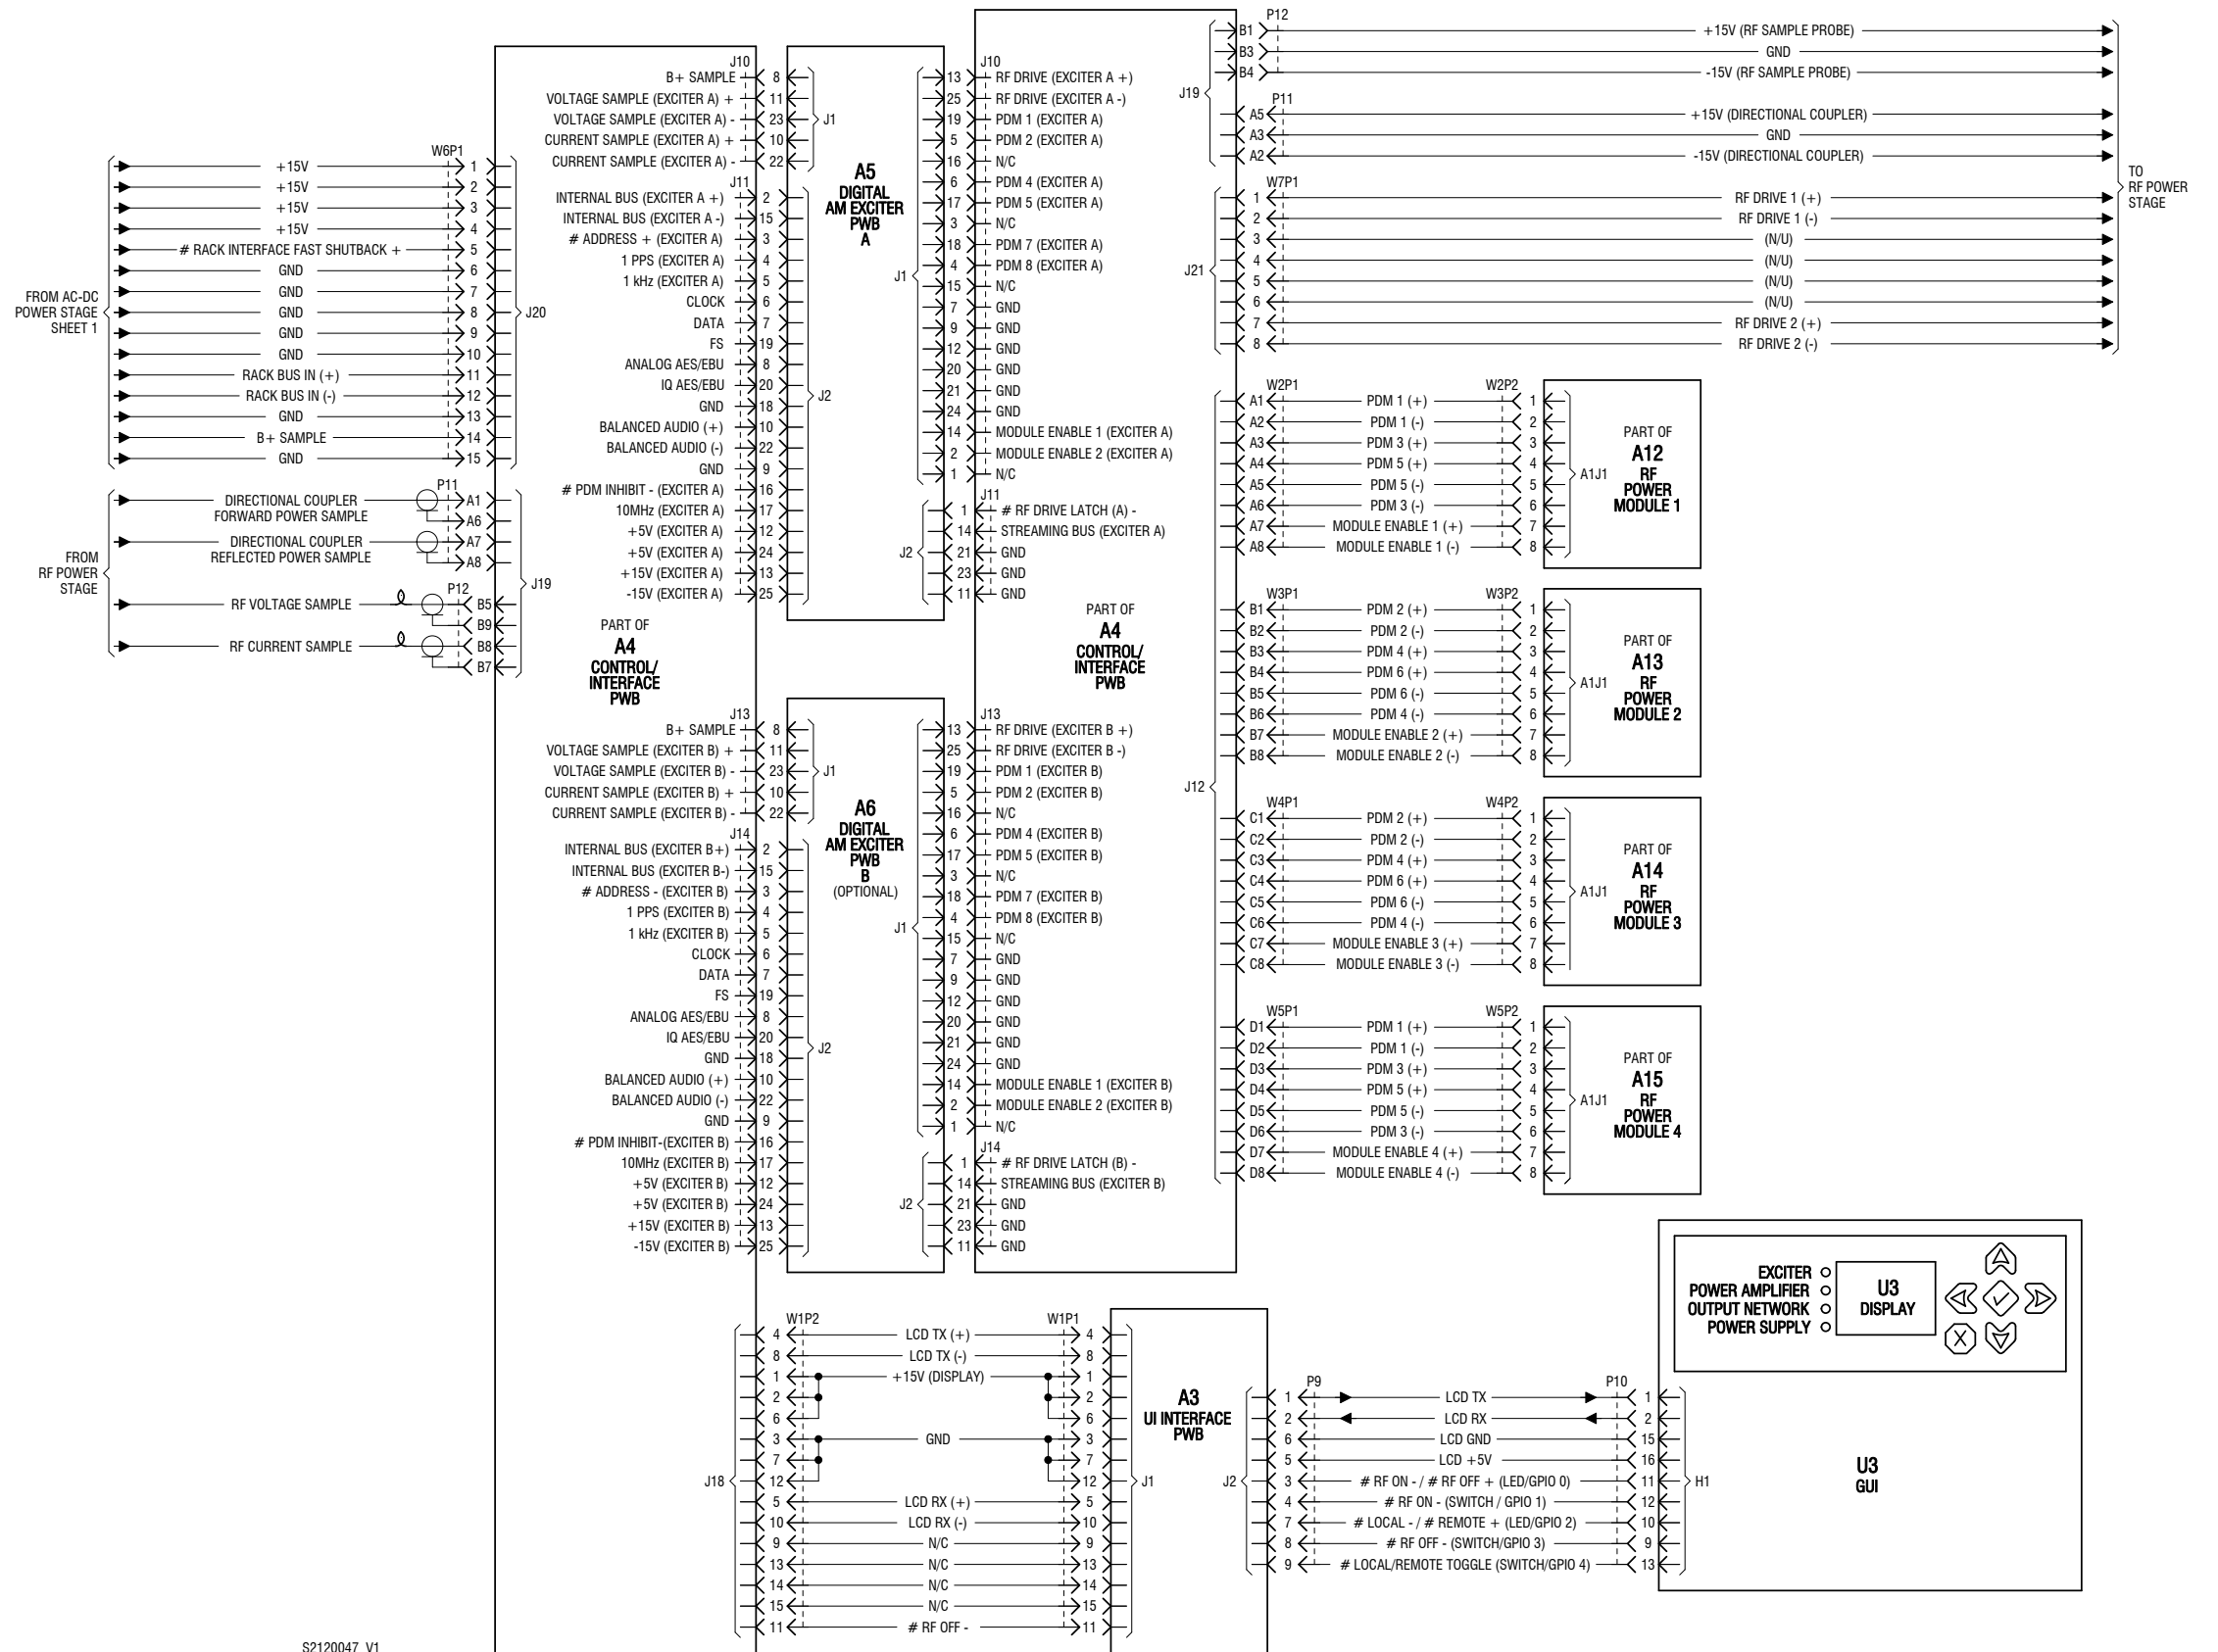 FROM AC-DC
POWER STAGE
SHEET 1
W6P1
+15V 1
+15V 2
+15V 3
+15V 4
# RACK INTERFACE FAST SHUTBACK + 5
GND 6
GND 7
GND 8
GND 9
GND 10
RACK BUS IN (+) 11
RACK BUS IN (-) 12
GND 13
B+ SAMPLE 14
GND 15
J20
FROM
RF POWER
STAGE
P11
DIRECTIONAL COUPLER A1
FORWARD POWER SAMPLE A6
DIRECTIONAL COUPLER A7
REFLECTED POWER SAMPLE A8
P12
RF VOLTAGE SAMPLE B5
B9
RF CURRENT SAMPLE B8
B7
J19
PART OF
A4
CONTROL/
INTERFACE
PWB
J10
B+ SAMPLE 8
VOLTAGE SAMPLE (EXCITER A) + 11
VOLTAGE SAMPLE (EXCITER A) - 23
CURRENT SAMPLE (EXCITER A) + 10
CURRENT SAMPLE (EXCITER A) - 22
J1
J11
INTERNAL BUS (EXCITER A +) 2
INTERNAL BUS (EXCITER A -) 15
# ADDRESS + (EXCITER A) 3
1 PPS (EXCITER A) 4
1 kHz (EXCITER A) 5
CLOCK 6
DATA 7
FS 19
ANALOG AES/EBU 8
IQ AES/EBU 20
GND 18
BALANCED AUDIO (+) 10
BALANCED AUDIO (-) 22
GND 9
# PDM INHIBIT - (EXCITER A) 16
10MHz (EXCITER A) 17
+5V (EXCITER A) 12
+5V (EXCITER A) 24
+15V (EXCITER A) 13
-15V (EXCITER A) 25
J2
A5
DIGITAL
AM EXCITER
PWB
A
J1
J10
13 RF DRIVE (EXCITER A +)
25 RF DRIVE (EXCITER A -)
19 PDM 1 (EXCITER A)
5 PDM 2 (EXCITER A)
16 N/C
6 PDM 4 (EXCITER A)
17 PDM 5 (EXCITER A)
3 N/C
18 PDM 7 (EXCITER A)
4 PDM 8 (EXCITER A)
15 N/C
7 GND
9 GND
12 GND
20 GND
21 GND
24 GND
14 MODULE ENABLE 1 (EXCITER A)
2 MODULE ENABLE 2 (EXCITER A)
1 N/C
J2
J11
1 # RF DRIVE LATCH (A) -
14 STREAMING BUS (EXCITER A)
21 GND
23 GND
11 GND
PART OF
A4
CONTROL/
INTERFACE
PWB
J13
B+ SAMPLE 8
VOLTAGE SAMPLE (EXCITER B) + 11
VOLTAGE SAMPLE (EXCITER B) - 23
CURRENT SAMPLE (EXCITER B) + 10
CURRENT SAMPLE (EXCITER B) - 22
J1
J14
INTERNAL BUS (EXCITER B+) 2
INTERNAL BUS (EXCITER B-) 15
# ADDRESS - (EXCITER B) 3
1 PPS (EXCITER B) 4
1 kHz (EXCITER B) 5
CLOCK 6
DATA 7
FS 19
ANALOG AES/EBU 8
IQ AES/EBU 20
GND 18
BALANCED AUDIO (+) 10
BALANCED AUDIO (-) 22
GND 9
# PDM INHIBIT-(EXCITER B) 16
10MHz (EXCITER B) 17
+5V (EXCITER B) 12
+5V (EXCITER B) 24
+15V (EXCITER B) 13
-15V (EXCITER B) 25
J2
A6
DIGITAL
AM EXCITER
PWB
B
(OPTIONAL)
J1
J13
13 RF DRIVE (EXCITER B +)
25 RF DRIVE (EXCITER B -)
19 PDM 1 (EXCITER B)
5 PDM 2 (EXCITER B)
16 N/C
6 PDM 4 (EXCITER B)
17 PDM 5 (EXCITER B)
3 N/C
18 PDM 7 (EXCITER B)
4 PDM 8 (EXCITER B)
15 N/C
7 GND
9 GND
12 GND
20 GND
21 GND
24 GND
14 MODULE ENABLE 1 (EXCITER B)
2 MODULE ENABLE 2 (EXCITER B)
1 N/C
J2
J14
1 # RF DRIVE LATCH (B) -
14 STREAMING BUS (EXCITER B)
21 GND
23 GND
11 GND
J19
P12
B1 +15V (RF SAMPLE PROBE)
B3 GND
B4 -15V (RF SAMPLE PROBE)
P11
A5 +15V (DIRECTIONAL COUPLER)
A3 GND
A2 -15V (DIRECTIONAL COUPLER)
J21
W7P1
1 RF DRIVE 1 (+)
2 RF DRIVE 1 (-)
3 (N/U)
4 (N/U)
5 (N/U)
6 (N/U)
7 RF DRIVE 2 (+)
8 RF DRIVE 2 (-)
TO
RF POWER
STAGE
J12
W2P1 W2P2
A1 PDM 1 (+) 1
A2 PDM 1 (-) 2
A3 PDM 3 (+) 3
A4 PDM 5 (+) 4
A5 PDM 5 (-) 5
A6 PDM 3 (-) 6
A7 MODULE ENABLE 1 (+) 7
A8 MODULE ENABLE 1 (-) 8
A1J1
PART OF
A12
RF
POWER
MODULE 1
W3P1 W3P2
B1 PDM 2 (+) 1
B2 PDM 2 (-) 2
B3 PDM 4 (+) 3
B4 PDM 6 (+) 4
B5 PDM 6 (-) 5
B6 PDM 4 (-) 6
B7 MODULE ENABLE 2 (+) 7
B8 MODULE ENABLE 2 (-) 8
A1J1
PART OF
A13
RF
POWER
MODULE 2
W4P1 W4P2
C1 PDM 2 (+) 1
C2 PDM 2 (-) 2
C3 PDM 4 (+) 3
C4 PDM 6 (+) 4
C5 PDM 6 (-) 5
C6 PDM 4 (-) 6
C7 MODULE ENABLE 3 (+) 7
C8 MODULE ENABLE 3 (-) 8
A1J1
PART OF
A14
RF
POWER
MODULE 3
W5P1 W5P2
D1 PDM 1 (+) 1
D2 PDM 1 (-) 2
D3 PDM 3 (+) 3
D4 PDM 5 (+) 4
D5 PDM 5 (-) 5
D6 PDM 3 (-) 6
D7 MODULE ENABLE 4 (+) 7
D8 MODULE ENABLE 4 (-) 8
A1J1
PART OF
A15
RF
POWER
MODULE 4
J18
W1P2 W1P1
4 LCD TX (+) 4
8 LCD TX (-) 8
1 +15V (DISPLAY) 1
2 2
6 6
3 GND 3
7 7
12 12
5 LCD RX (+) 5
10 LCD RX (-) 10
9 N/C 9
13 N/C 13
14 N/C 14
15 N/C 15
11 # RF OFF - 11
J1
A3
UI INTERFACE
PWB
J2
P9 P10
1 LCD TX 1
2 LCD RX 2
6 LCD GND 15
5 LCD +5V 16
3 # RF ON - / # RF OFF + (LED/GPIO 0) 11
4 # RF ON - (SWITCH / GPIO 1) 12
7 # LOCAL - / # REMOTE + (LED/GPIO 2) 10
8 # RF OFF - (SWITCH/GPIO 3) 9
9 # LOCAL/REMOTE TOGGLE (SWITCH/GPIO 4) 13
H1
EXCITER
POWER AMPLIFIER
OUTPUT NETWORK
POWER SUPPLY
U3
DISPLAY
X
U3
GUI
S2120047 V1